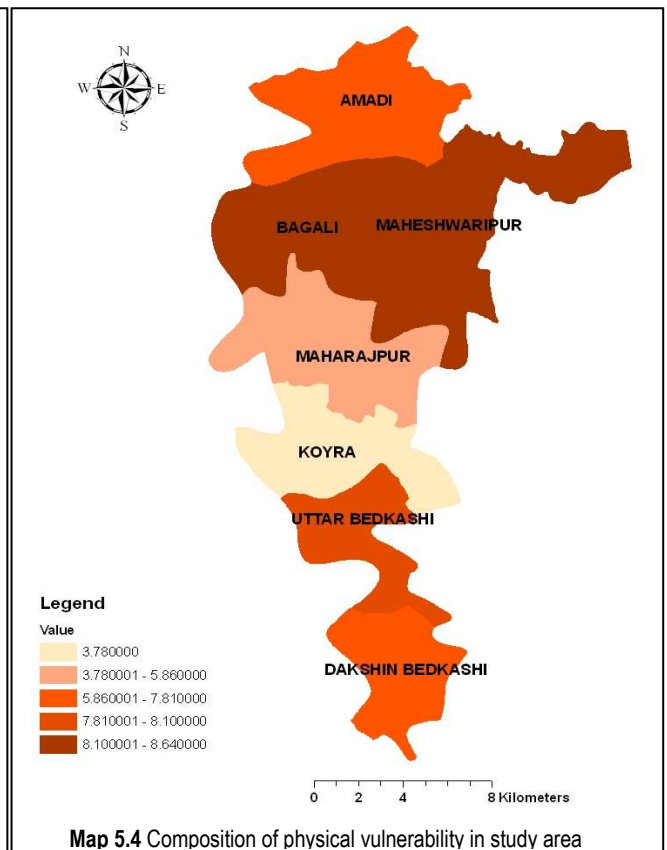 N
W E
S
AMADI
BAGALI MAHESHWARIPUR
MAHARAJPUR
KOYRA
UTTAR BEDKASHI
DAKSHIN BEDKASHI
Legend
Value
3.780000
3.780001 - 5.860000
5.860001 - 7.810000
7.810001 - 8.100000
8.100001 - 8.640000
0 2 4 8 Kilometers
Map 5.4 Composition of physical vulnerability in study area